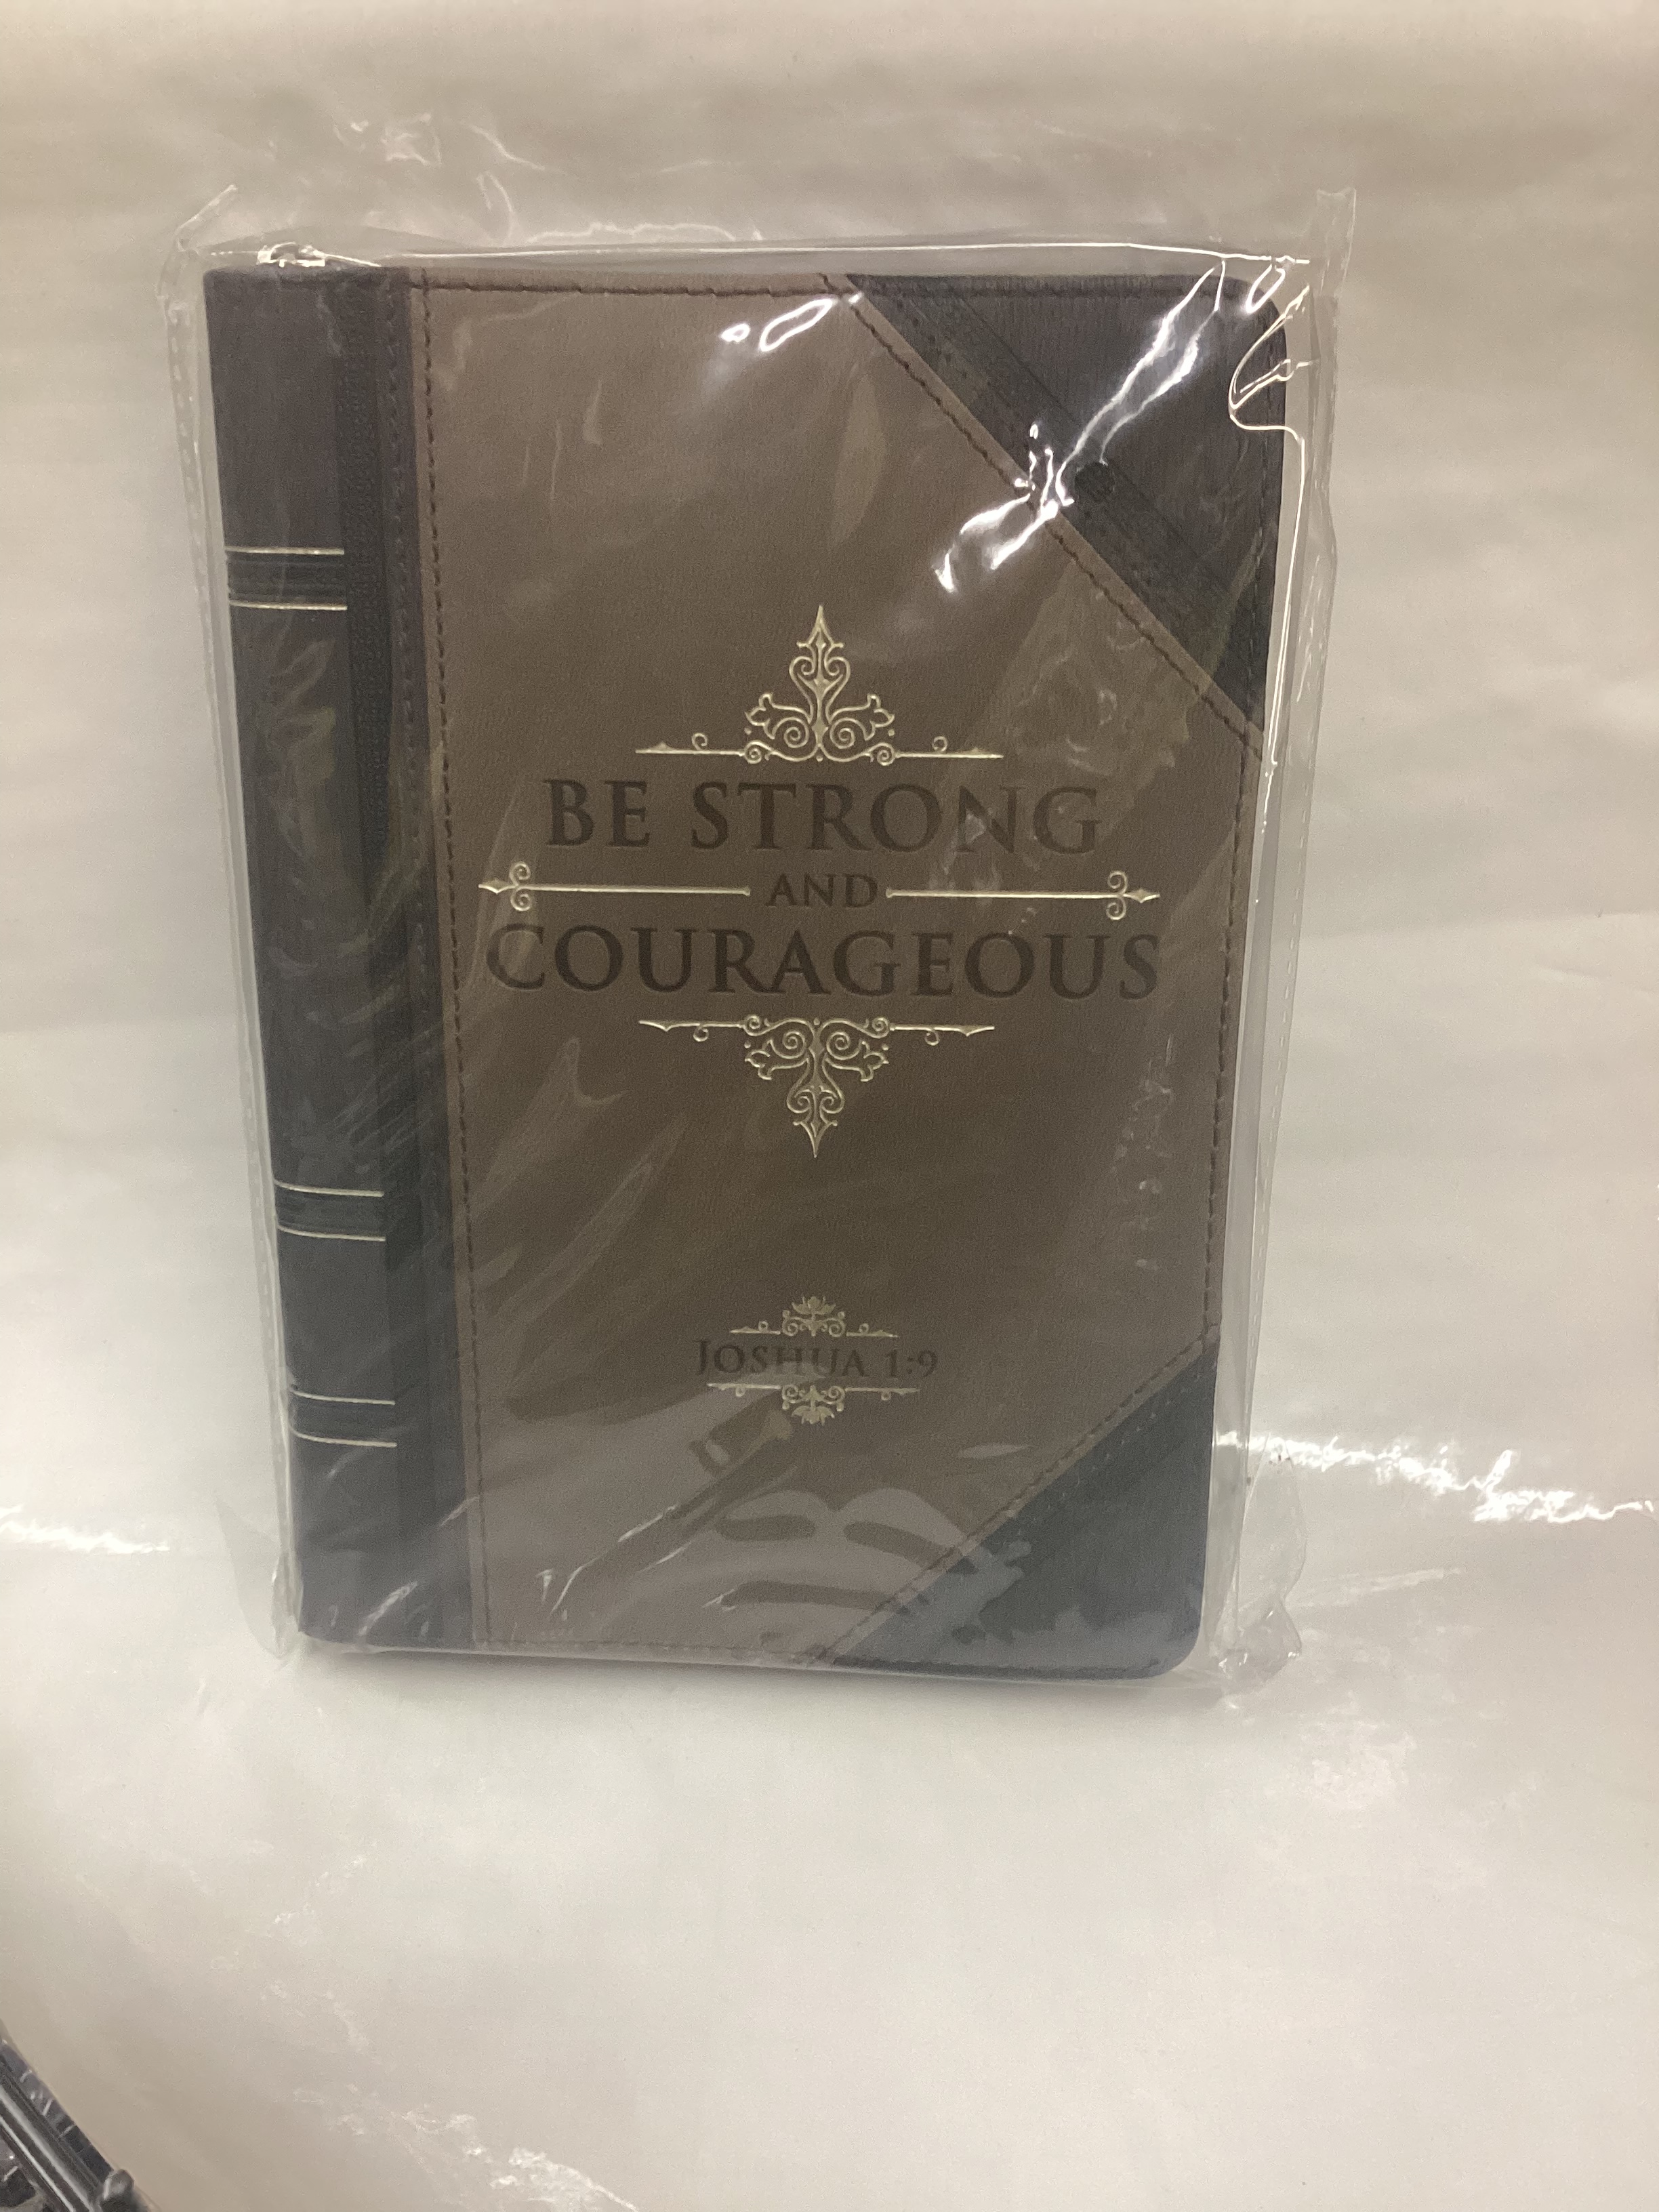 BE STRONG
AND
COURAGEOUS
JOSHUA 1:9